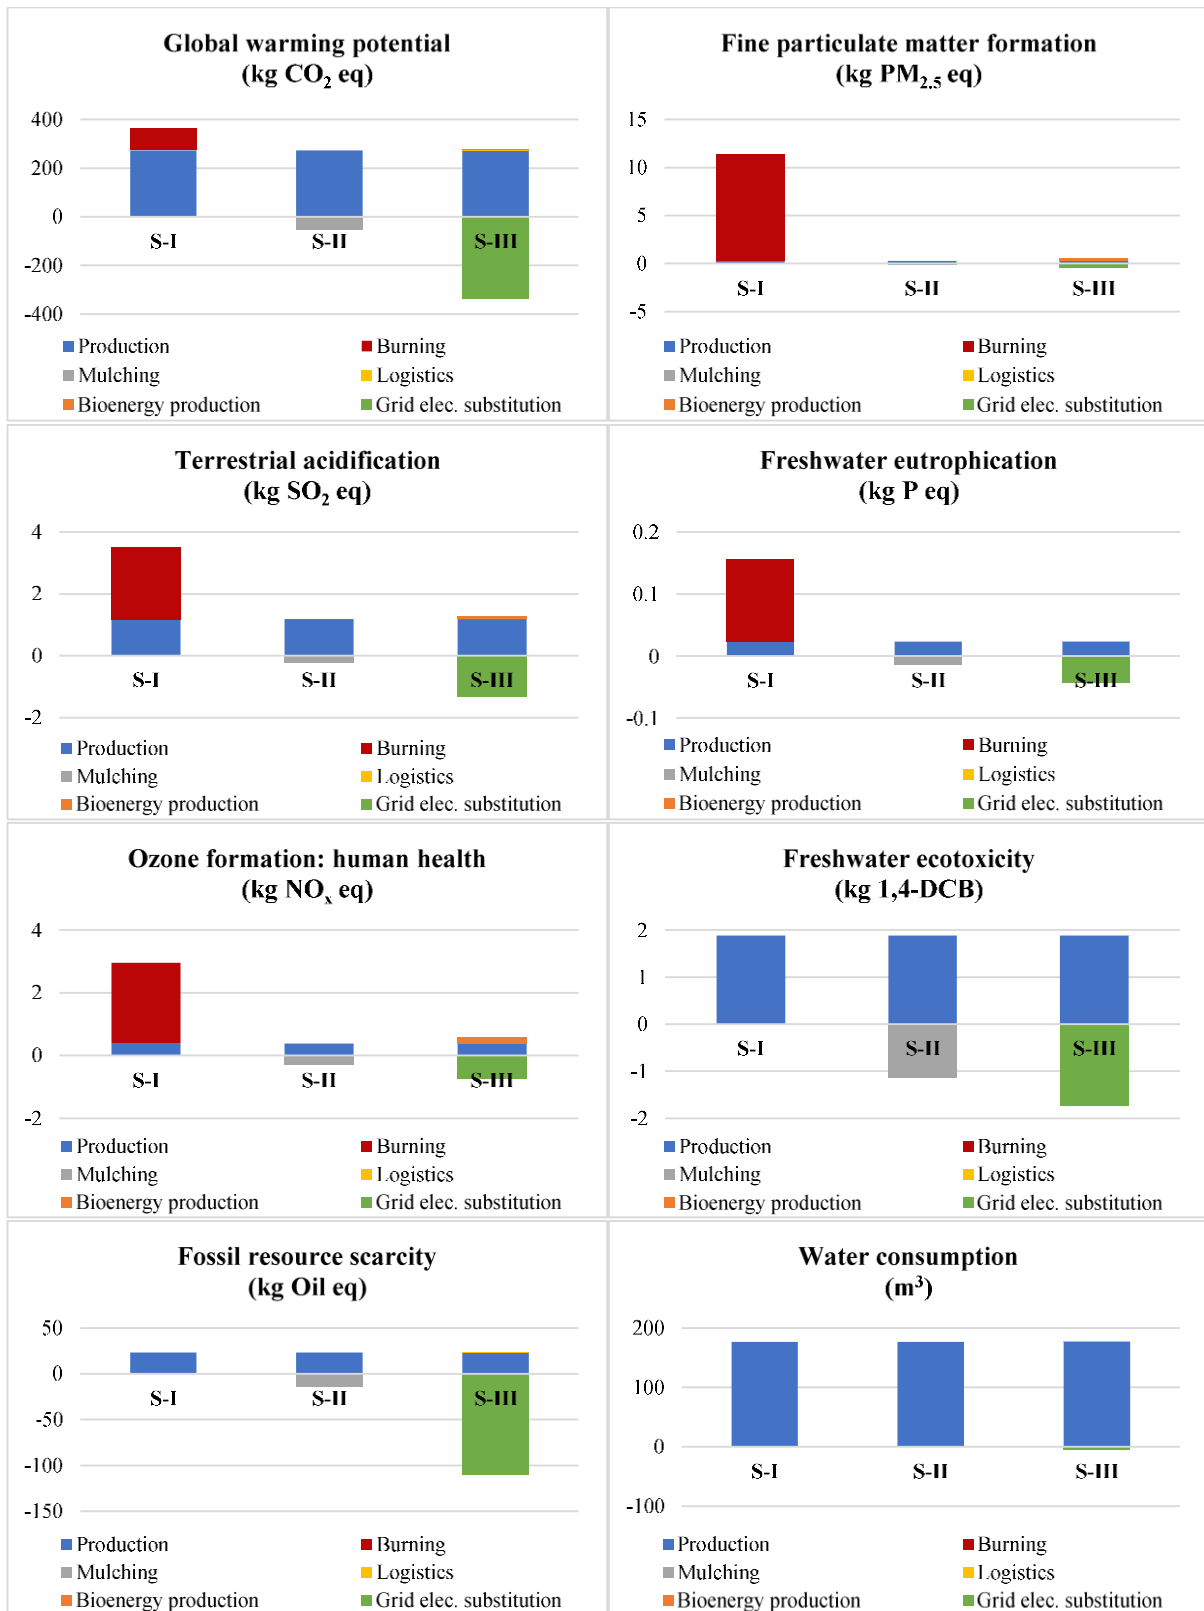 Global warming potential
(kg CO₂ eq)
400
200
0
-200
-400
S-I
S-II
S-III
Production
Burning
Mulching
Logistics
Bioenergy production
Grid elec. substitution
Fine particulate matter formation
(kg PM₂.₅ eq)
15
10
5
0
-5
S-I
S-II
S-III
Production
Burning
Mulching
Logistics
Bioenergy production
Grid elec. substitution
Terrestrial acidification
(kg SO₂ eq)
4
2
0
-2
S-I
S-II
S-III
Production
Burning
Mulching
Logistics
Bioenergy production
Grid elec. substitution
Freshwater eutrophication
(kg P eq)
0.2
0.1
0
-0.1
S-I
S-II
S-III
Production
Burning
Mulching
Logistics
Bioenergy production
Grid elec. substitution
Ozone formation: human health
(kg NOₓ eq)
4
2
0
-2
S-I
S-II
S-III
Production
Burning
Mulching
Logistics
Bioenergy production
Grid elec. substitution
Freshwater ecotoxicity
(kg 1,4-DCB)
2
1
0
-1
-2
S-I
S-II
S-III
Production
Burning
Mulching
Logistics
Bioenergy production
Grid elec. substitution
Fossil resource scarcity
(kg Oil eq)
50
0
-50
-100
-150
S-I
S-II
S-III
Production
Burning
Mulching
Logistics
Bioenergy production
Grid elec. substitution
Water consumption
(m³)
200
100
0
-100
S-I
S-II
S-III
Production
Burning
Mulching
Logistics
Bioenergy production
Grid elec. substitution